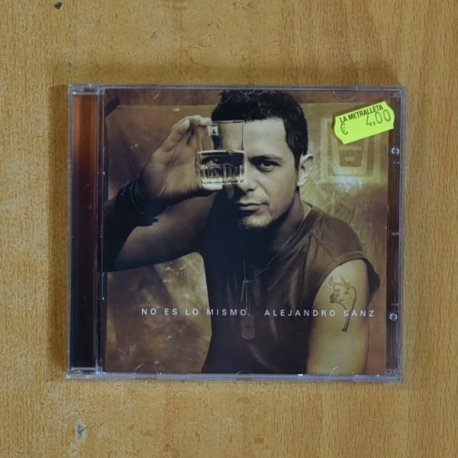 LA METRALLETA
€ 4,00
NO ES LO MISMO. ALEJANDRO SANZ